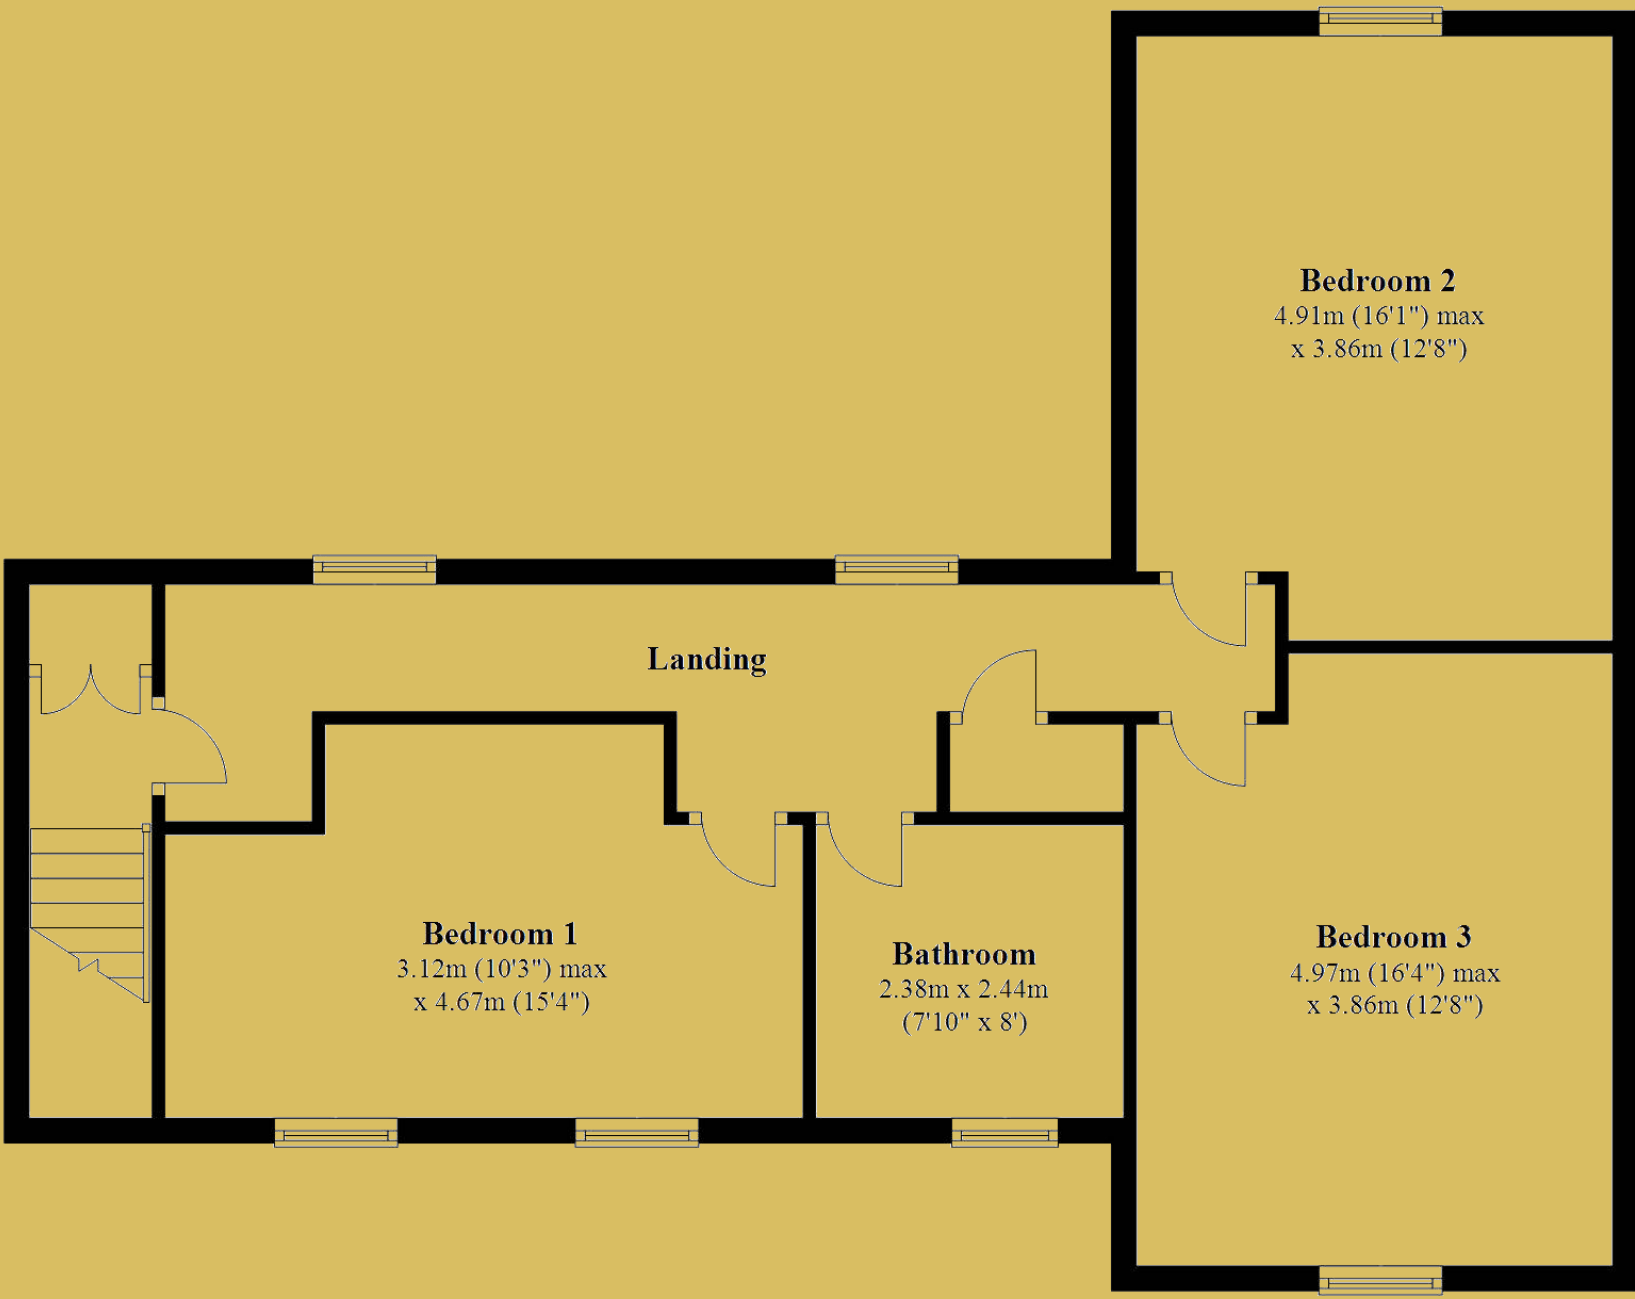 Bedroom 2
4.91m (16'1") max
x 3.86m (12'8")
Landing
Bedroom 1
3.12m (10'3") max
x 4.67m (15'4")
Bathroom
2.38m x 2.44m
(7'10" x 8')
Bedroom 3
4.97m (16'4") max
x 3.86m (12'8")